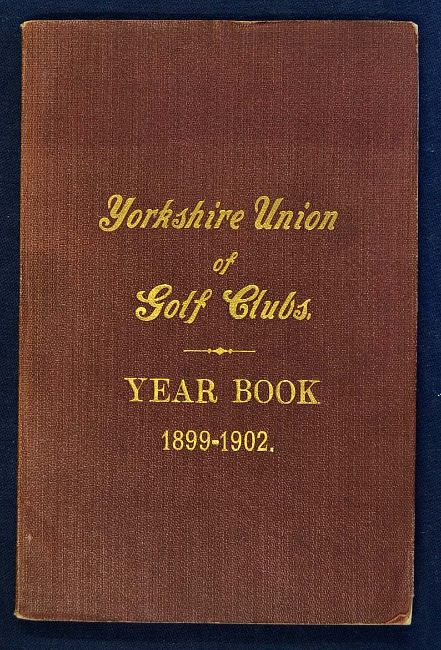 Yorkshire Union
of
Golf Clubs.
YEAR BOOK
1899-1902.